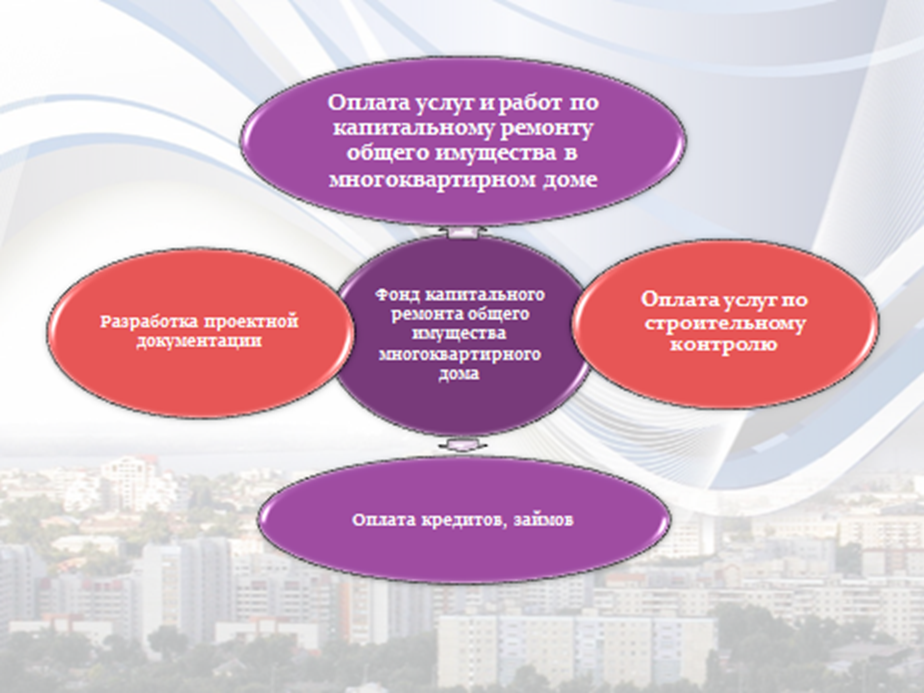 Оплата услуг и работ по
капитальному ремонту
общего имущества в
многоквартирном доме
Разработка проектной
документации
Фонд капитального
ремонта общего
имущества
многоквартирного
дома
Оплата услуг по
строительному
контролю
Оплата кредитов, займов